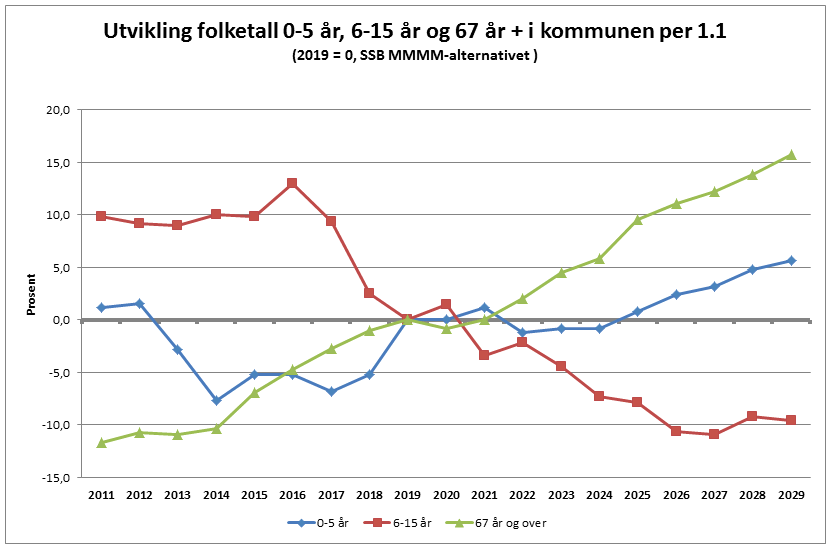 Utvikling folketall 0-5 år, 6-15 år og 67 år + i kommunen per 1.1
(2019 = 0, SSB MMMM-alternativet )
20,0
15,0
10,0
5,0
0,0
-5,0
-10,0
-15,0
Prosent
2011 2012 2013 2014 2015 2016 2017 2018 2019 2020 2021 2022 2023 2024 2025 2026 2027 2028 2029
0-5 år 6-15 år 67 år og over